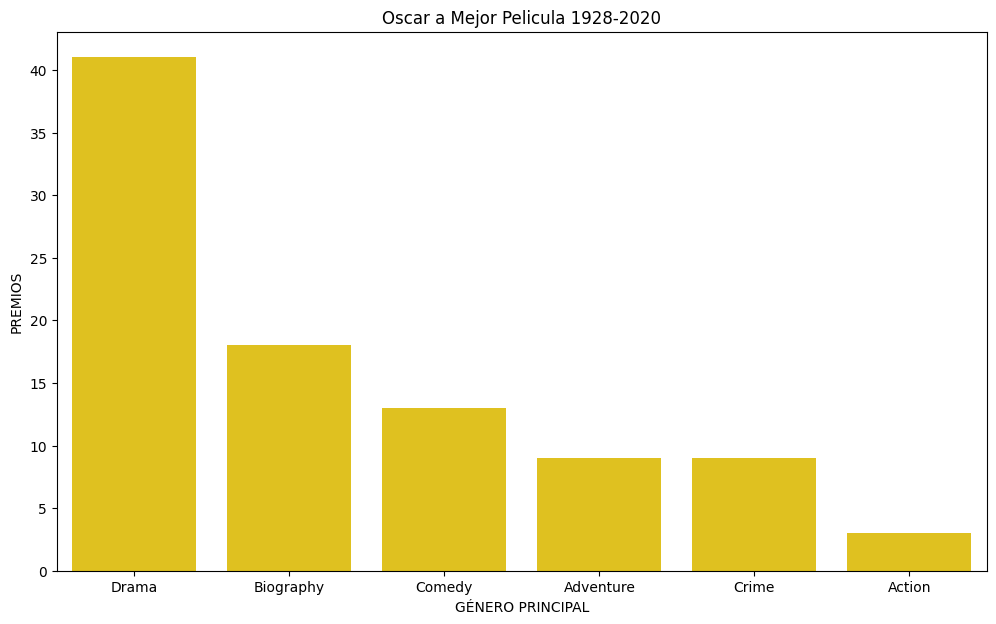 Oscar a Mejor Pelicula 1928-2020
PREMIOS
40
35
30
25
20
15
10
5
0
Drama Biography Comedy Adventure Crime Action
GÉNERO PRINCIPAL